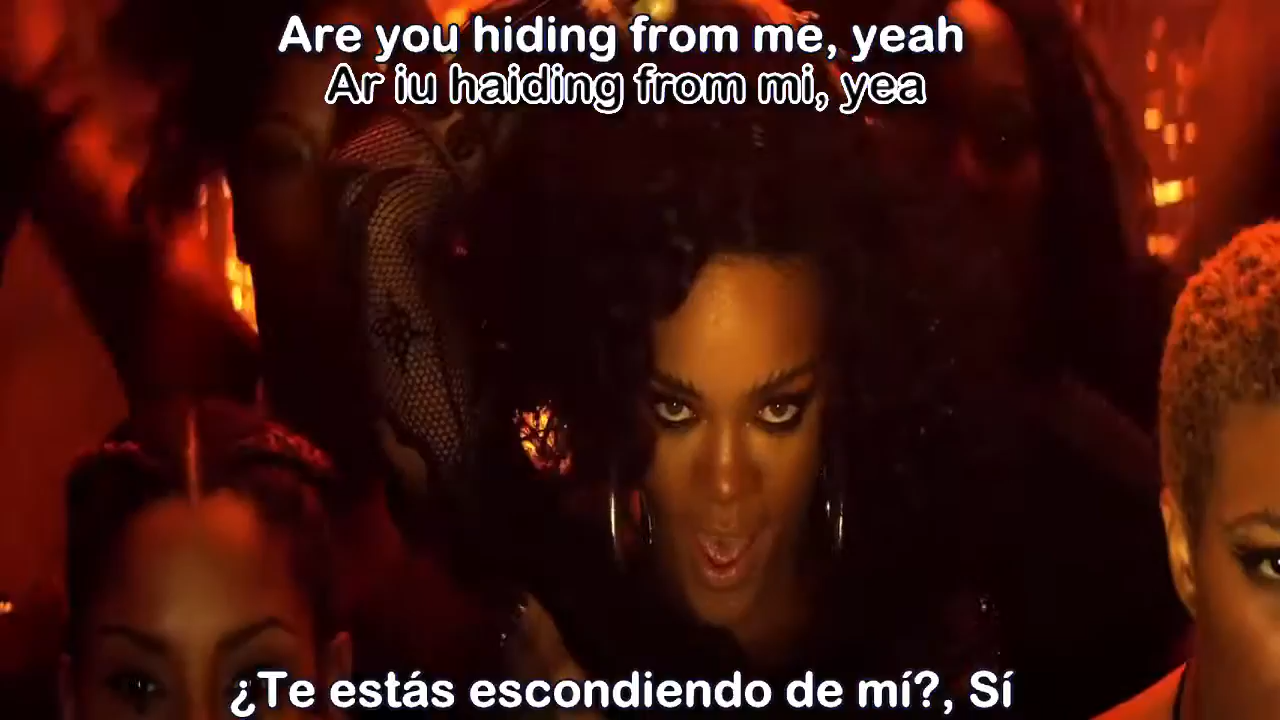 Are you hiding from me, yeah
Ar iu haiding from mi, yea
¿Te estás escondiendo de mí?, Sí